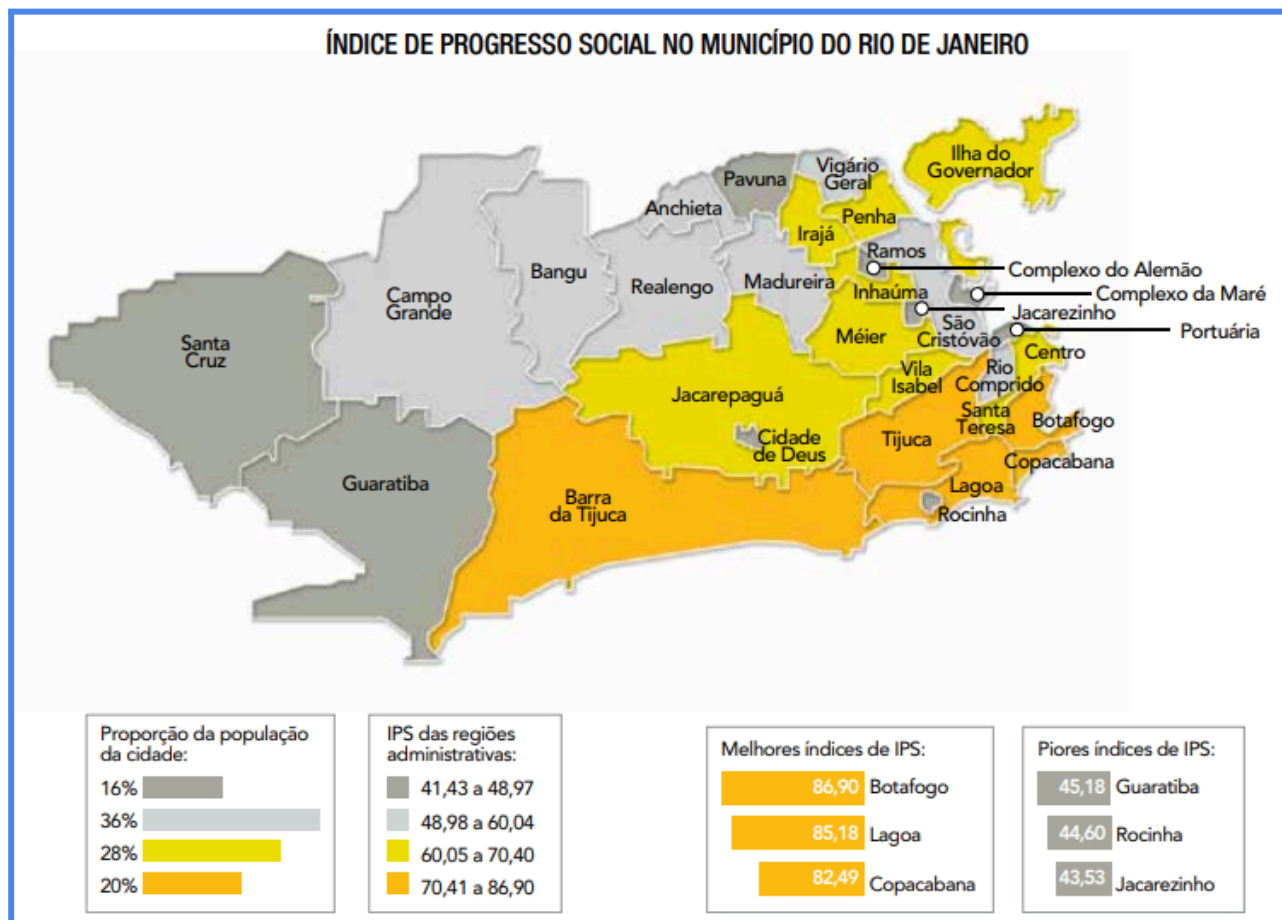 ÍNDICE DE PROGRESSO SOCIAL NO MUNICÍPIO DO RIO DE JANEIRO
Ilha do
Governador
Vigário
Geral
Pavuna
Anchieta
Penha
Irajá
Ramos
Complexo do Alemão
Bangu
Realengo
Madureira
Inhaúma
Complexo da Maré
Campo
Grande
Jacarezinho
São
Cristóvão
Portuária
Santa
Cruz
Méier
Centro
Vila
Isabel
Rio
Comprido
Jacarepaguá
Santa
Teresa
Botafogo
Tijuca
Cidade
de Deus
Copacabana
Guaratiba
Lagoa
Barra
da Tijuca
Rocinha
Proporção da população
da cidade:
16%
36%
28%
20%
IPS das regiões
administrativas:
41,43 a 48,97
48,98 a 60,04
60,05 a 70,40
70,41 a 86,90
Melhores índices de IPS:
86,90 Botafogo
85,18 Lagoa
82,49 Copacabana
Piores índices de IPS:
45,18 Guaratiba
44,60 Rocinha
43,53 Jacarezinho